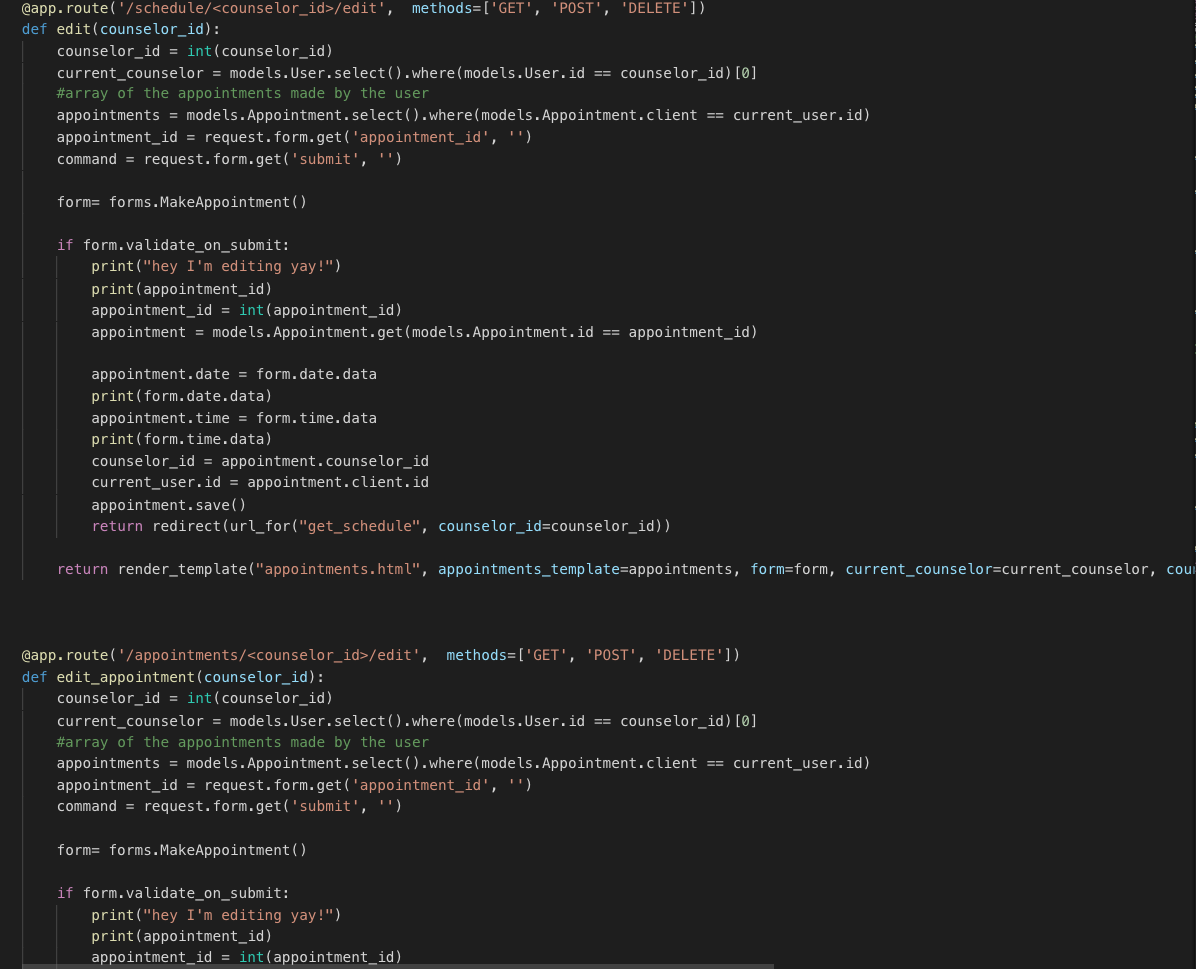 @app.route('/schedule/<counselor_id>/edit',  methods=['GET', 'POST', 'DELETE'])
def edit(counselor_id):
    counselor_id = int(counselor_id)
    current_counselor = models.User.select().where(models.User.id == counselor_id)[0]
    #array of the appointments made by the user
    appointments = models.Appointment.select().where(models.Appointment.client == current_user.id)
    appointment_id = request.form.get('appointment_id', '')
    command = request.form.get('submit', '')
    form= forms.MakeAppointment()
    if form.validate_on_submit:
        print("hey I'm editing yay!")
        print(appointment_id)
        appointment_id = int(appointment_id)
        appointment = models.Appointment.get(models.Appointment.id == appointment_id)
        appointment.date = form.date.data
        print(form.date.data)
        appointment.time = form.time.data
        print(form.time.data)
        counselor_id = appointment.counselor_id
        current_user.id = appointment.client.id
        appointment.save()
        return redirect(url_for("get_schedule", counselor_id=counselor_id))
    return render_template("appointments.html", appointments_template=appointments, form=form, current_counselor=current_counselor, cou
@app.route('/appointments/<counselor_id>/edit',  methods=['GET', 'POST', 'DELETE'])
def edit_appointment(counselor_id):
    counselor_id = int(counselor_id)
    current_counselor = models.User.select().where(models.User.id == counselor_id)[0]
    #array of the appointments made by the user
    appointments = models.Appointment.select().where(models.Appointment.client == current_user.id)
    appointment_id = request.form.get('appointment_id', '')
    command = request.form.get('submit', '')
    form= forms.MakeAppointment()
    if form.validate_on_submit:
        print("hey I'm editing yay!")
        print(appointment_id)
        appointment_id = int(appointment_id)